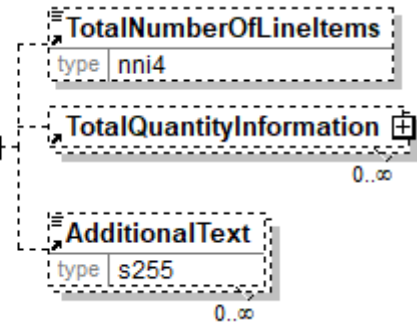 TotalNumberOfLineItems
type nni4
TotalQuantityInformation
0..∞
AdditionalText
type s255
0..∞